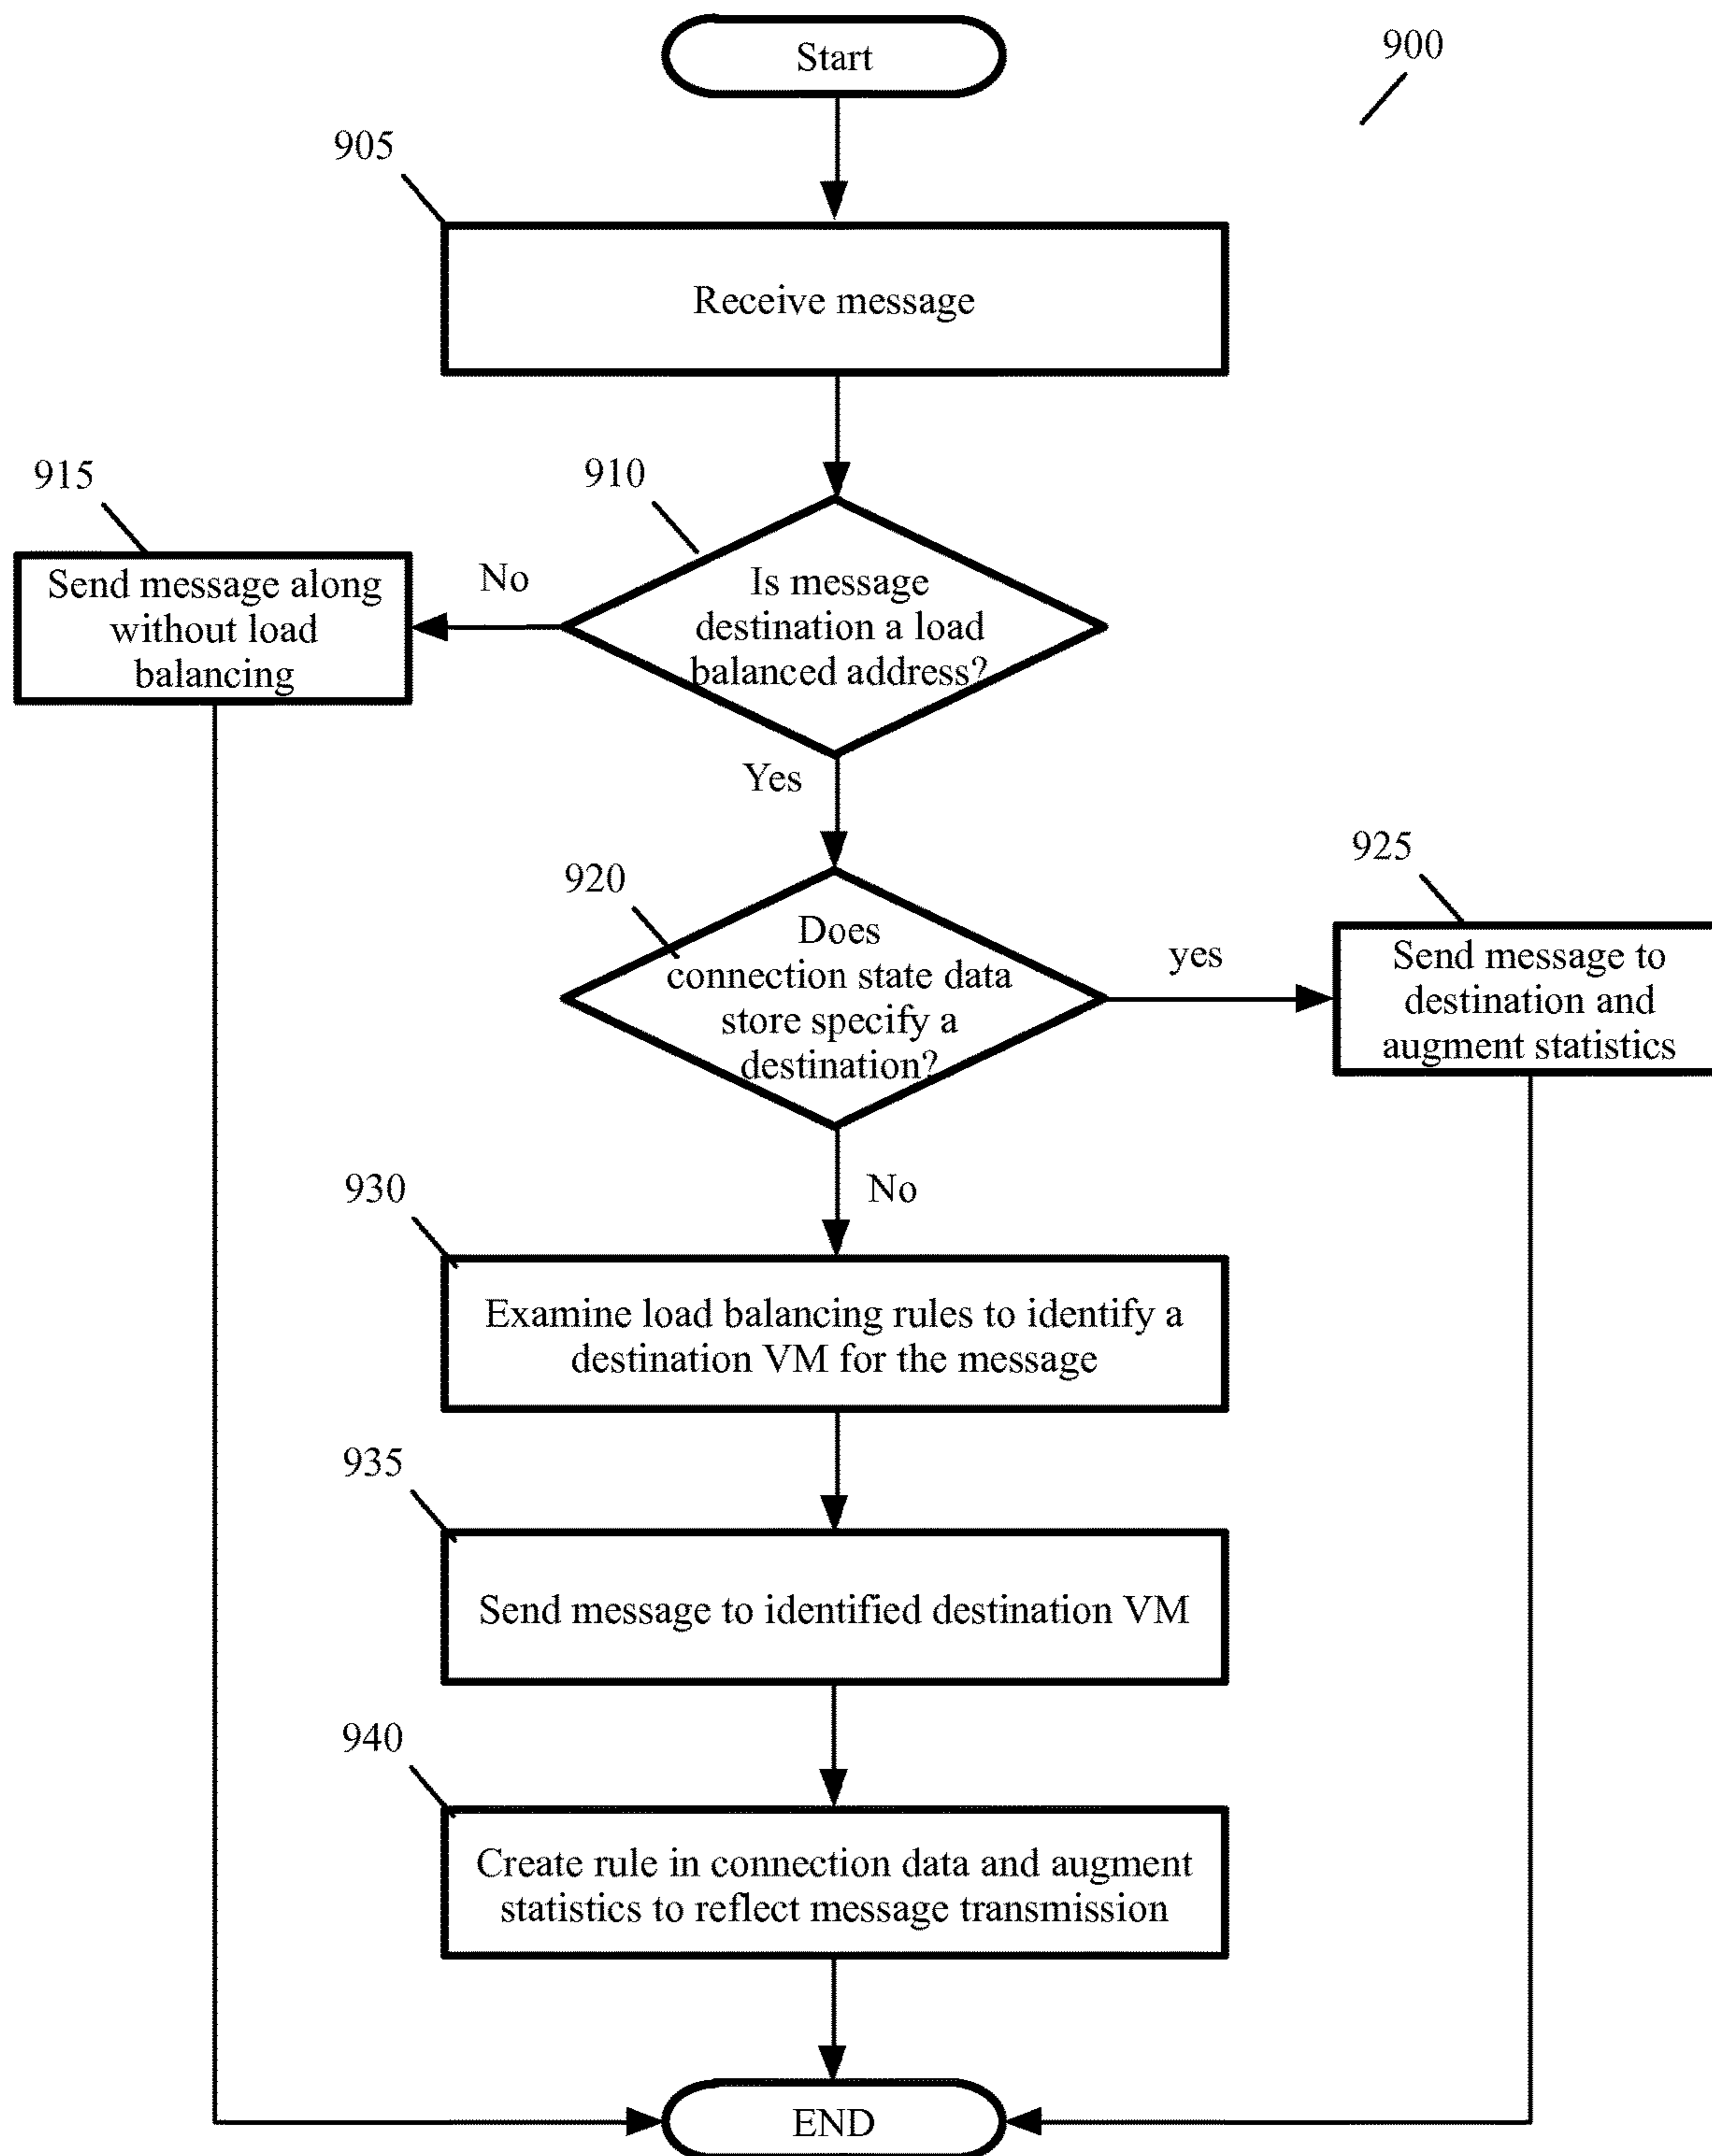 Start
900
905
Receive message
915
910
Send message along
without load
balancing
No
Is message
destination a load
balanced address?
Yes
920
925
Does
connection state data
store specify a
destination?
yes
Send message to
destination and
augment statistics
No
930
Examine load balancing rules to identify a
destination VM for the message
935
Send message to identified destination VM
940
Create rule in connection data and augment
statistics to reflect message transmission
END